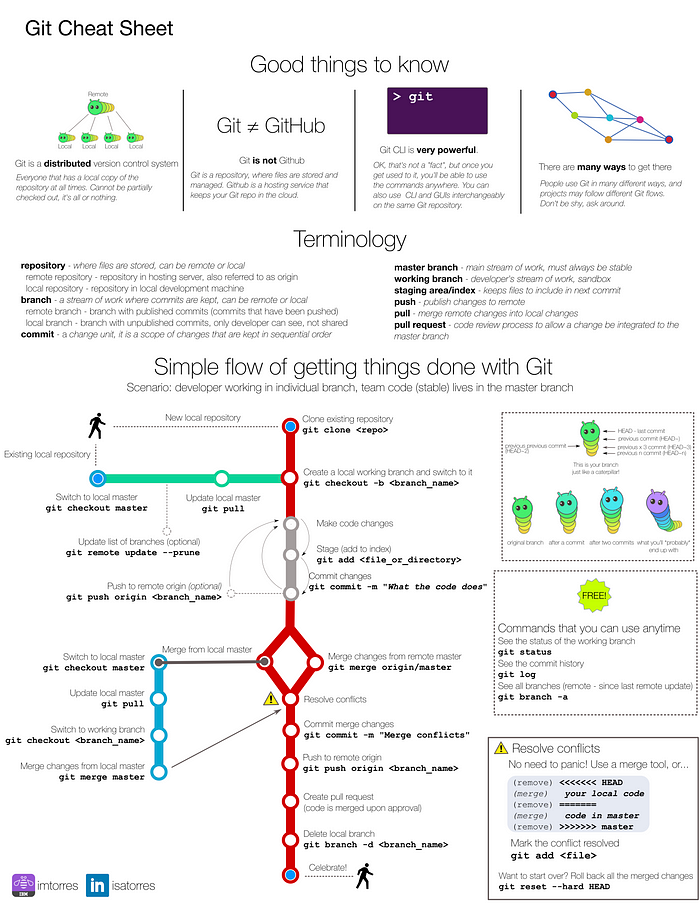 Git Cheat Sheet
Good things to know
Remote
Local
Local
Local
Local
Git is a distributed version control system
Everyone that has a local copy of the
repository at all times. Cannot be partially
checked out, it's all or nothing.
Git ≠ GitHub
Git is not Github
Git is a repository, where files are stored and
managed. Github is a hosting service that
keeps your Git repo in the cloud.
> git
Git CLI is very powerful.
OK, that's not a "fact", but once you
get used to it, you'll be able to use
the commands anywhere. You can
also use CLI and GUIs interchangeably
on the same Git repository.
There are many ways to get there
People use Git in many different ways, and
projects may follow different Git flows.
Don't be shy, ask around.
Terminology
repository - where files are stored, can be remote or local
remote repository - repository in hosting server, also referred to as origin
local repository - repository in local development machine
branch - a stream of work where commits are kept, can be remote or local
remote branch - branch with published commits (commits that have been pushed)
local branch - branch with unpublished commits, only developer can see, not shared
commit - a change unit, it is a scope of changes that are kept in sequential order
master branch - main stream of work, must always be stable
working branch - developer's stream of work, sandbox
staging area/index - keeps files to include in next commit
push - publish changes to remote
pull - merge remote changes into local changes
pull request - code review process to allow a change be integrated to the
master branch
Simple flow of getting things done with Git
Scenario: developer working in individual branch, team code (stable) lives in the master branch
New local repository
Clone existing repository
git clone <repo>
Existing local repository
Switch to local master
git checkout master
Update local master
git pull
Create a local working branch and switch to it
git checkout -b <branch_name>
Update list of branches (optional)
git remote update --prune
Make code changes
Stage (add to index)
git add <file_or_directory>
Commit changes
git commit -m "What the code does"
Push to remote origin (optional)
git push origin <branch_name>
Merge from local master
Switch to local master
git checkout master
Merge changes from remote master
git merge origin/master
Update local master
git pull
Resolve conflicts
Switch to working branch
git checkout <branch_name>
Commit merge changes
git commit -m "Merge conflicts"
Merge changes from local master
git merge master
Push to remote origin
git push origin <branch_name>
Create pull request
(code is merged upon approval)
Delete local branch
git branch -d <branch_name>
Celebrate!
HEAD - last commit
previous commit (HEAD~)
previous previous commit
(HEAD~2)
previous x 3 commit (HEAD~3)
previous n commit (HEAD~n)
This is your branch
just like a caterpillar!
original branch
after a commit
after two commits
what you'll *probably*
end up with
FREE!
Commands that you can use anytime
See the status of the working branch
git status
See the commit history
git log
See all branches (remote - since last remote update)
git branch -a
Resolve conflicts
No need to panic! Use a merge tool, or...
(remove) <<<<<<< HEAD
(merge) your local code
(remove) =======
(merge) code in master
(remove) >>>>>>> master
Mark the conflict resolved
git add <file>
Want to start over? Roll back all the merged changes
git reset --hard HEAD
IBM
imtorres
in
isatorres